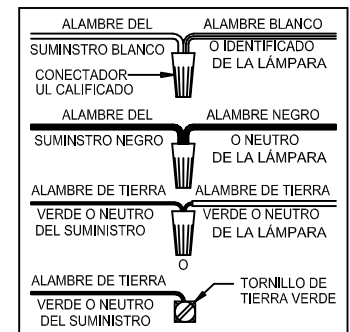 ALAMBRE DEL ALAMBRE BLANCO
SUMINSTRO BLANCO O IDENTIFICADO
DE LA LÁMPARA
CONECTADOR
UL CALIFICADO
ALAMBRE DEL ALAMBRE NEGRO
SUMINSTRO NEGRO O NEUTRO
DE LA LÁMPARA
ALAMBRE DE TIERRA ALAMBRE DE TIERRA
VERDE O NEUTRO VERDE O NEUTRO
DEL SUMINISTRO DE LA LÁMPARA
O
ALAMBRE DE TIERRA TORNILLO DE
VERDE O NEUTRO TIERRA VERDE
DEL SUMINISTRO